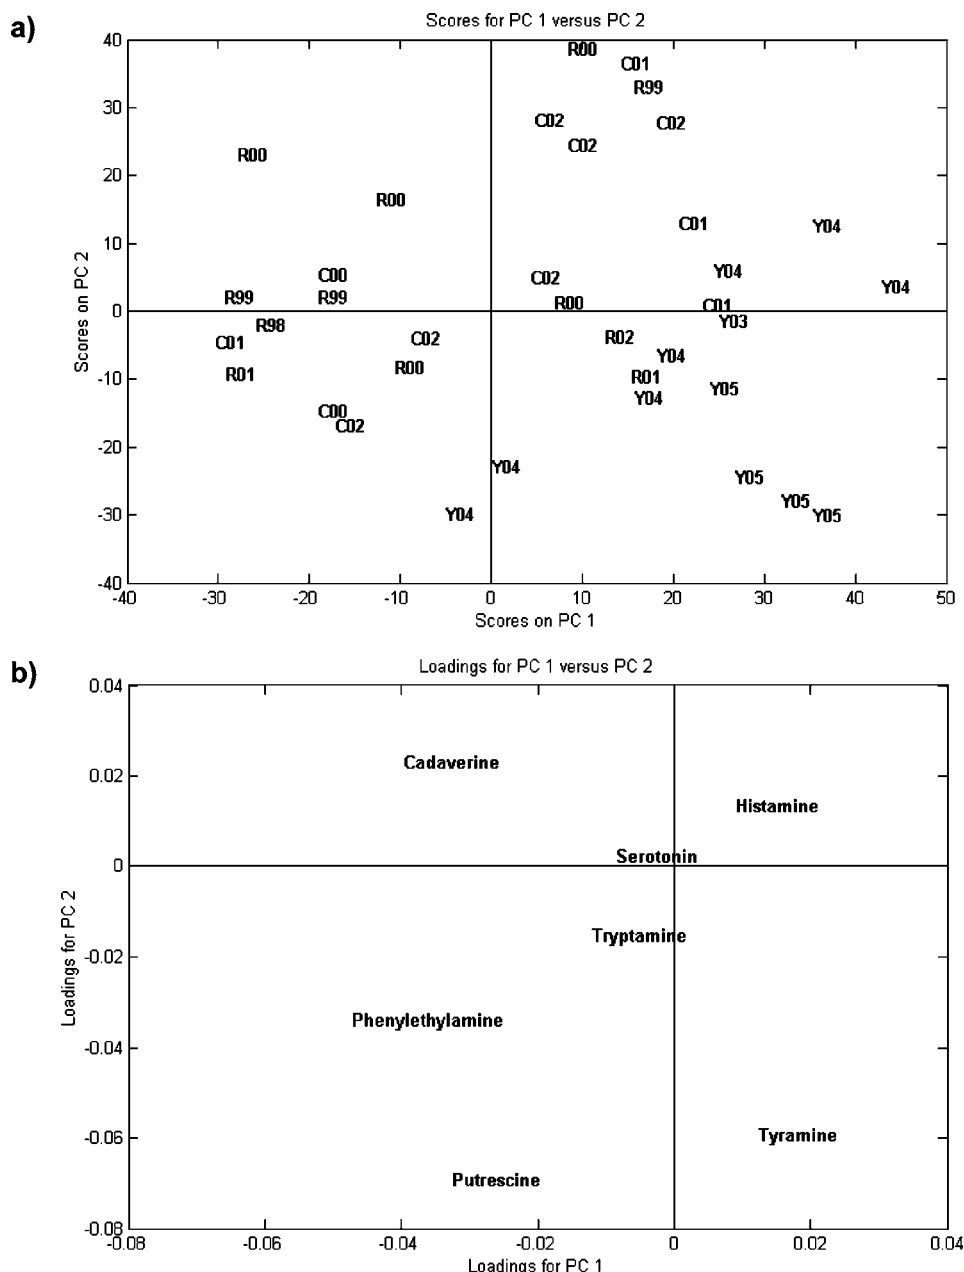 a)
Scores for PC 1 versus PC 2
40
R00
C01
R99
30
C02
C02
C02
R00
20
R00
C01
Y04
10
Scores on PC 2
C00
C02
Y04
Y04
R99
R99
R00
C01
0
R98
Y03
C01
C02
R02
R01
R00
Y04
R01
-10
Y05
Y04
C00
C02
-20
Y04
Y05
Y05
-30
Y04
Y05
-40
-40 -30 -20 -10 0 10 20 30 40 50
Scores on PC 1
b)
Loadings for PC 1 versus PC 2
0.04
Cadaverine
0.02
Histamine
Serotonin
0
Tryptamine
-0.02
Loadings for PC 2
Phenylethylamine
-0.04
-0.06
Tyramine
Putrescine
-0.08
-0.08 -0.06 -0.04 -0.02 0 0.02 0.04
Loadings for PC 1